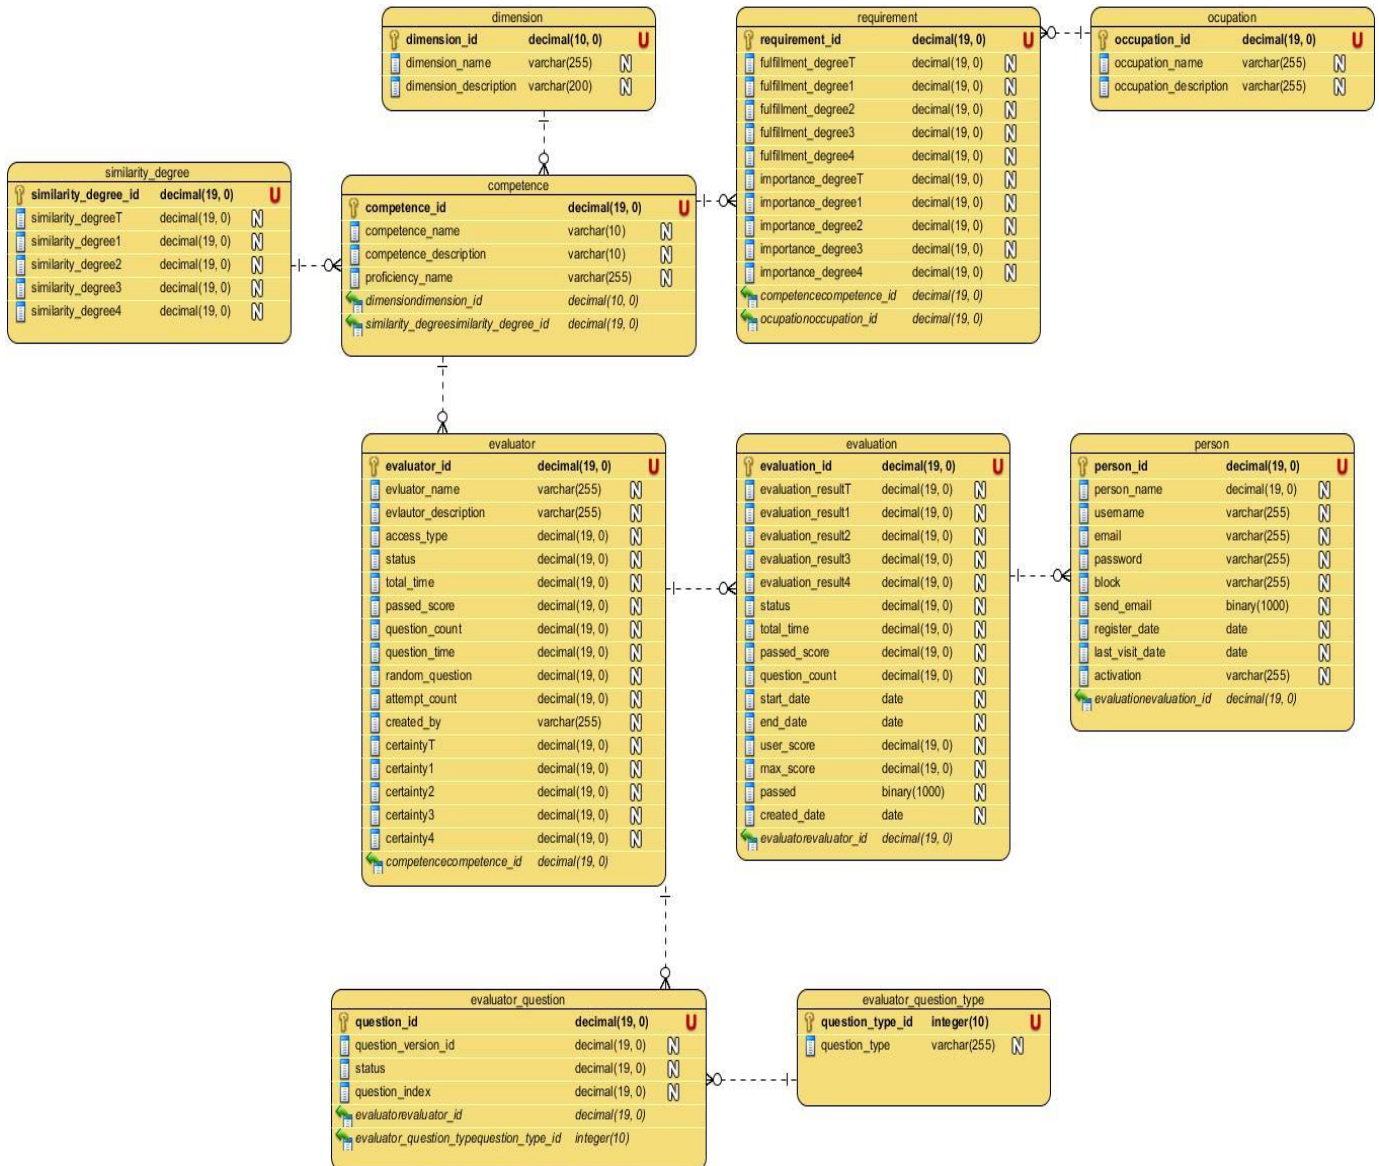 dimension
dimension_id decimal(10, 0) U
dimension_name varchar(255) N
dimension_description varchar(200) N
requirement
requirement_id decimal(19, 0) U
fulfillment_degreeT decimal(19, 0) N
fulfillment_degree1 decimal(19, 0) N
fulfillment_degree2 decimal(19, 0) N
fulfillment_degree3 decimal(19, 0) N
fulfillment_degree4 decimal(19, 0) N
importance_degreeT decimal(19, 0) N
importance_degree1 decimal(19, 0) N
importance_degree2 decimal(19, 0) N
importance_degree3 decimal(19, 0) N
importance_degree4 decimal(19, 0) N
competencecompetence_id decimal(19, 0)
ocupationoccupation_id decimal(19, 0)
ocupation
occupation_id decimal(19, 0) U
occupation_name varchar(255) N
occupation_description varchar(255) N
similarity_degree
similarity_degree_id decimal(19, 0) U
similarity_degreeT decimal(19, 0) N
similarity_degree1 decimal(19, 0) N
similarity_degree2 decimal(19, 0) N
similarity_degree3 decimal(19, 0) N
similarity_degree4 decimal(19, 0) N
competence
competence_id decimal(19, 0) U
competence_name varchar(10) N
competence_description varchar(10) N
proficiency_name varchar(255) N
dimensiondimension_id decimal(10, 0)
similarity_degreesimilarity_degree_id decimal(19, 0)
evaluator
evaluator_id decimal(19, 0) U
evluator_name varchar(255) N
evlautor_description varchar(255) N
access_type decimal(19, 0) N
status decimal(19, 0) N
total_time decimal(19, 0) N
passed_score decimal(19, 0) N
question_count decimal(19, 0) N
question_time decimal(19, 0) N
random_question decimal(19, 0) N
attempt_count decimal(19, 0) N
created_by varchar(255) N
certaintyT decimal(19, 0) N
certainty1 decimal(19, 0) N
certainty2 decimal(19, 0) N
certainty3 decimal(19, 0) N
certainty4 decimal(19, 0) N
competencecompetence_id decimal(19, 0)
evaluation
evaluation_id decimal(19, 0) U
evaluation_resultT decimal(19, 0) N
evaluation_result1 decimal(19, 0) N
evaluation_result2 decimal(19, 0) N
evaluation_result3 decimal(19, 0) N
evaluation_result4 decimal(19, 0) N
status decimal(19, 0) N
total_time decimal(19, 0) N
passed_score decimal(19, 0) N
question_count decimal(19, 0) N
start_date date N
end_date date N
user_score decimal(19, 0) N
max_score decimal(19, 0) N
passed binary(1000) N
created_date date N
evaluatorevaluator_id decimal(19, 0)
person
person_id decimal(19, 0) U
person_name decimal(19, 0) N
username varchar(255) N
email varchar(255) N
password varchar(255) N
block varchar(255) N
send_email binary(1000) N
register_date date N
last_visit_date date N
activation varchar(255) N
evaluationevaluation_id decimal(19, 0)
evaluator_question
question_id decimal(19, 0) U
question_version_id decimal(19, 0) N
status decimal(19, 0) N
question_index decimal(19, 0) N
evaluatorevaluator_id decimal(19, 0)
evaluator_question_typequestion_type_id integer(10)
evaluator_question_type
question_type_id integer(10) U
question_type varchar(255) N